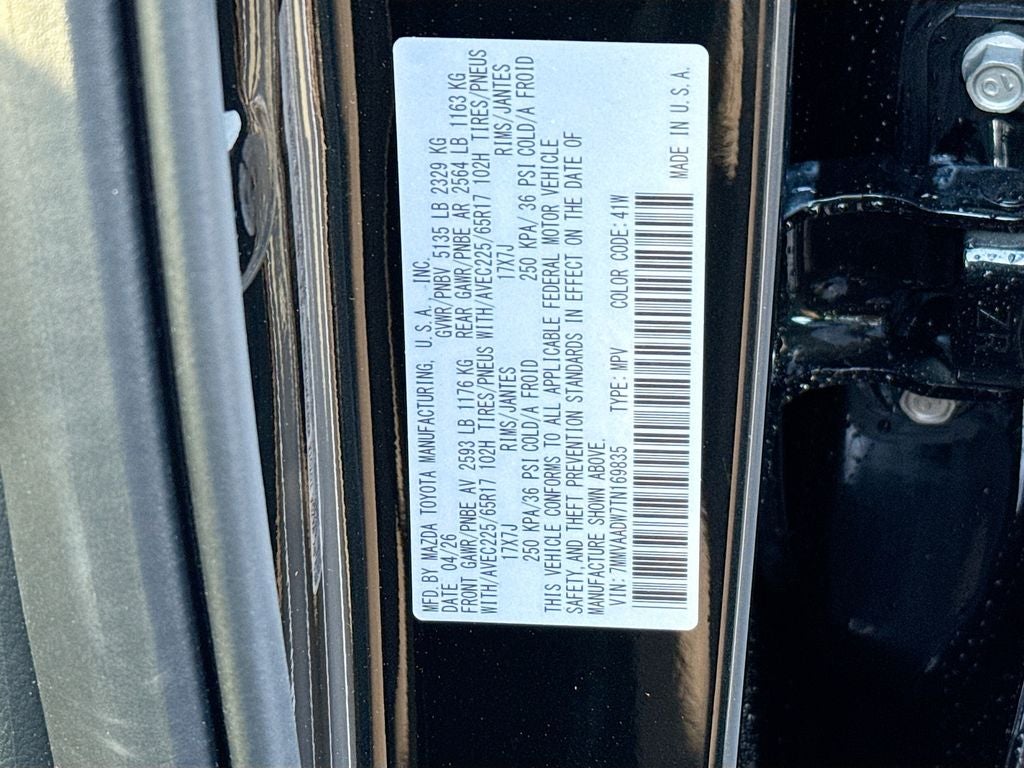 MFD. BY MAZDA TOYOTA MANUFACTURING, U.S.A., INC.
DATE 04/26 GVWR/PNBV 5135 LB 2329 KG
FRONT GAWR/PNBE AV 2593 LB 1176 KG REAR GAWR/PNBE AR 2564 LB 1163 KG
WITH/AVEC225/65R17 102H TIRES/PNEUS WITH/AVEC225/65R17 102H TIRES/PNEUS
17X7J RIMS/JANTES 17X7J RIMS/JANTES
250 KPA/36 PSI COLD/A FROID 250 KPA/36 PSI COLD/A FROID
THIS VEHICLE CONFORMS TO ALL APPLICABLE FEDERAL MOTOR VEHICLE
SAFETY, AND THEFT PREVENTION STANDARDS IN EFFECT ON THE DATE OF
MANUFACTURE SHOWN ABOVE.
VIN: 7MMVAADW7TN169835 TYPE: MPV COLOR CODE: 41W
MADE IN U.S.A.